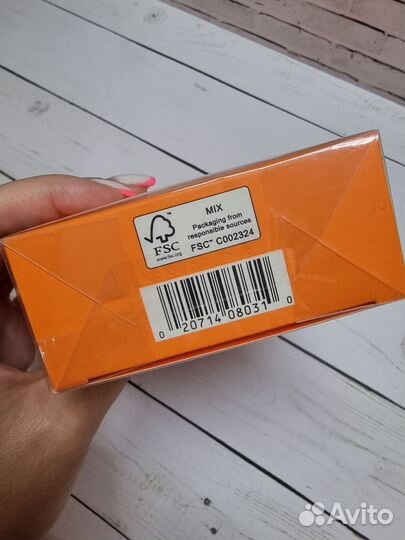 MIX
Packaging from
responsible sources
FSC™ C002324
FSC
www.fsc.org
0 20714 08031 0
Avito